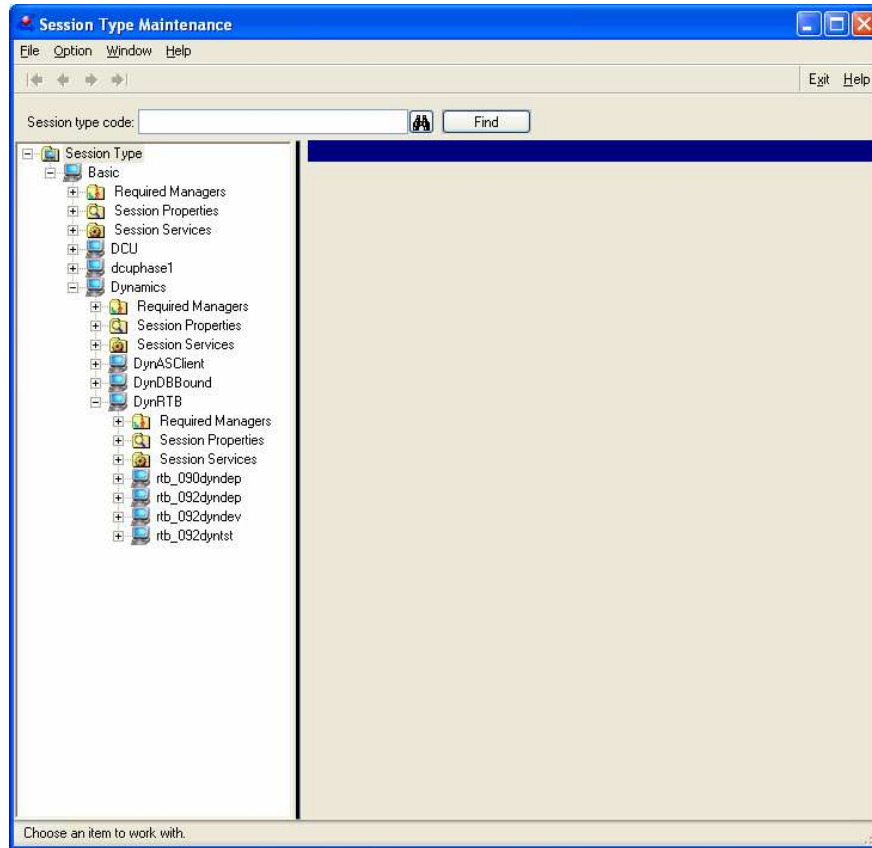 Session Type Maintenance
File Option Window Help
Exit Help
Session type code: Find
Session Type
Basic
Required Managers
Session Properties
Session Services
DCU
dcuphase1
Dynamics
Required Managers
Session Properties
Session Services
DynASClient
DynDBBound
DynRTB
Required Managers
Session Properties
Session Services
rtb_090dyndep
rtb_092dyndep
rtb_092dyndev
rtb_092dyntst
Choose an item to work with.